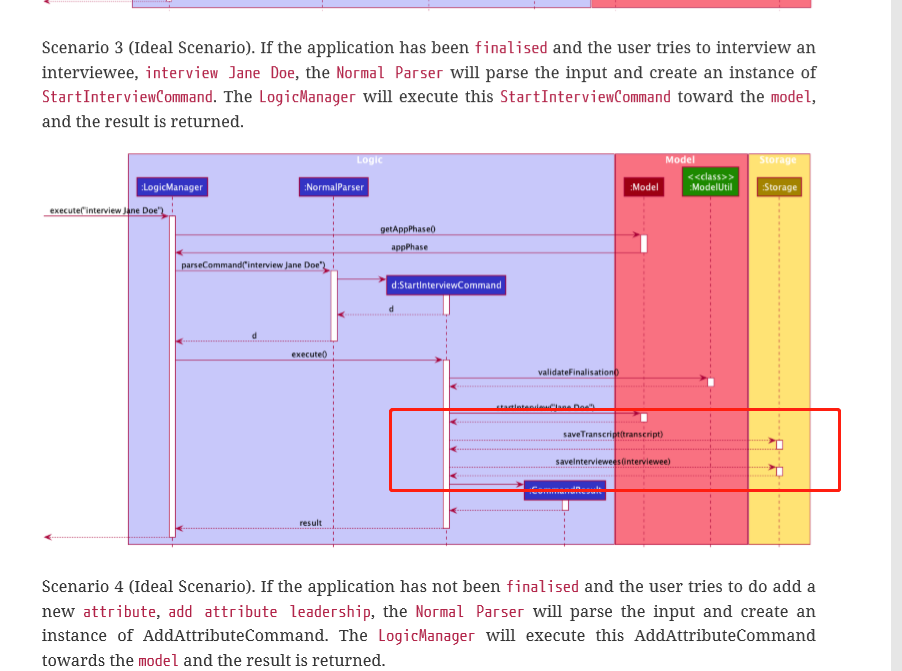 Scenario 3 (Ideal Scenario). If the application has been finalised and the user tries to interview an
interviewee, interview Jane Doe, the Normal Parser will parse the input and create an instance of
StartInterviewCommand. The LogicManager will execute this StartInterviewCommand toward the model,
and the result is returned.
Logic
Model
Storage
:LogicManager
:NormalParser
:Model
<<class>>
:ModelUtil
:Storage
execute("interview Jane Doe")
getAppPhase()
appPhase
parseCommand("interview Jane Doe")
d:StartInterviewCommand
d
d
execute()
validateFinalisation()
startInterview("Jane Doe")
saveTranscript(transcript)
saveInterviewees(interviewee)
:CommandResult
result
Scenario 4 (Ideal Scenario). If the application has not been finalised and the user tries to do add a
new attribute, add attribute leadership, the Normal Parser will parse the input and create an
instance of AddAttributeCommand. The LogicManager will execute this AddAttributeCommand
towards the model and the result is returned.